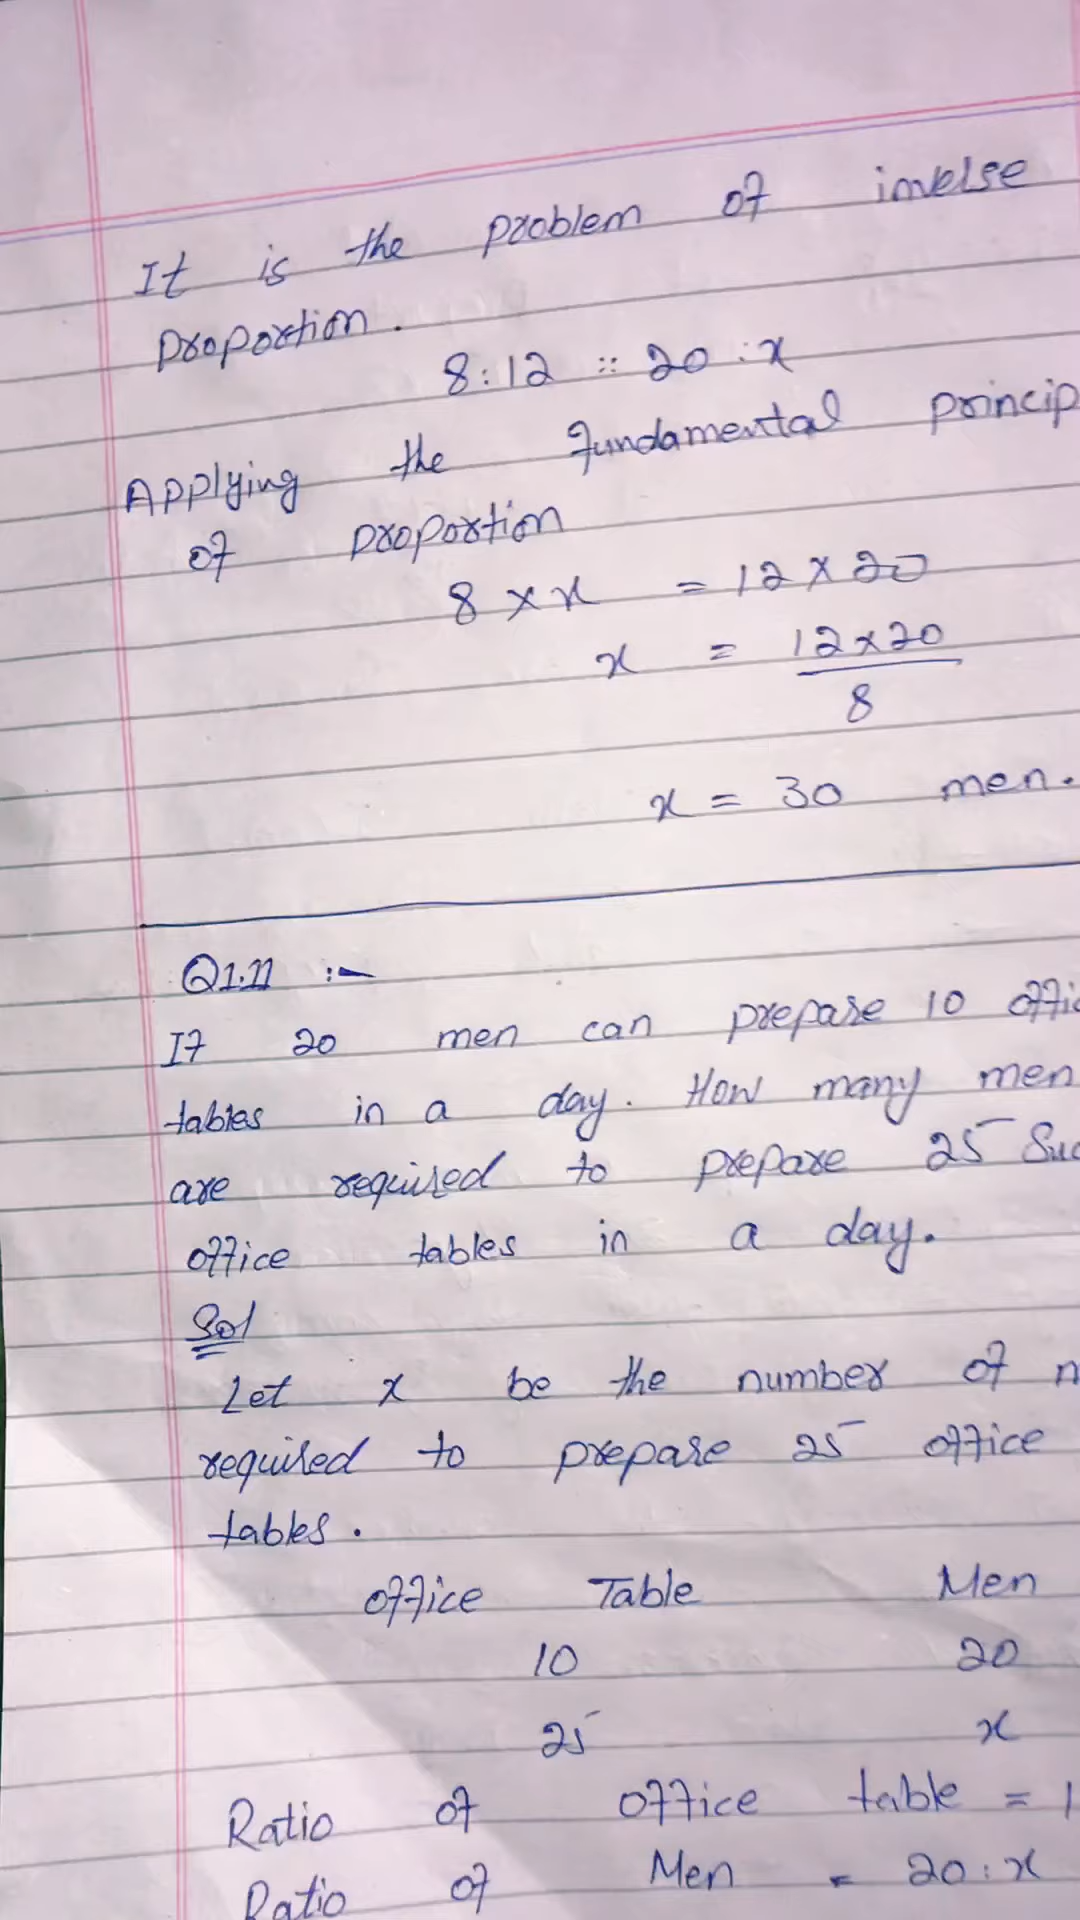 It is the problem of inverse
proportion.
8:12 :: 20 : x
Applying the fundamental princip
of proportion
8 × x = 12 × 20
x = 12 × 20
8
x = 30 men.
Q1.11 :-
If 20 men can prepare 10 offic
tables in a day. How many men
are required to prepare 25 Suc
office tables in a day.
Sol
Let x be the number of
required to prepare 25 office
tables.
Office Table Men
10 20
25 x
Ratio of office table = 1
Ratio of Men = 20 : x